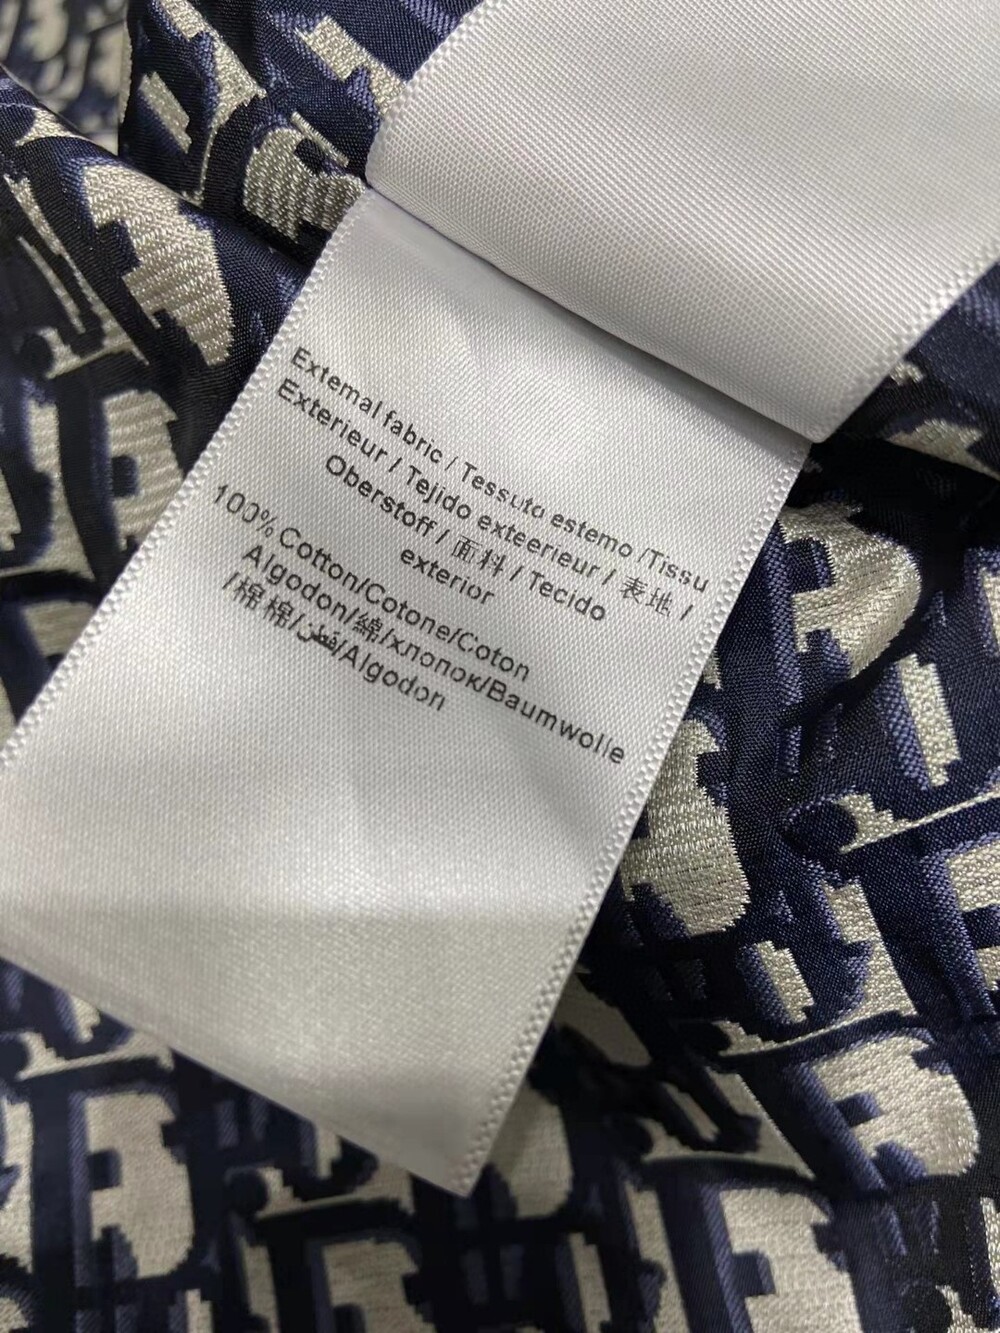 External fabric / Tessuto estemo /Tissu
Exterieur / Tejido exteerieur / 表地 /
Oberstoff / 面料 / Tecido
exterior
100% Cotton/Cotone/Coton
Algodon/綿/хлопок/Baumwolle
/棉棉/قطن/Algodon